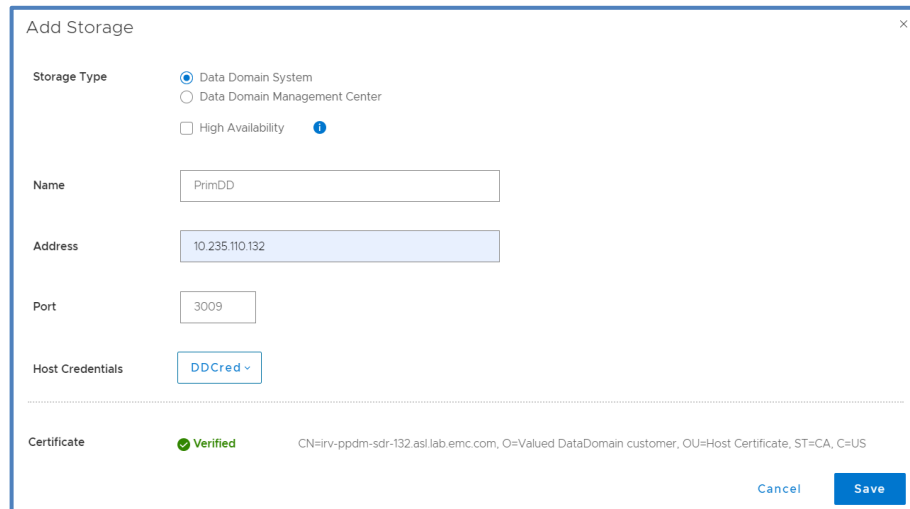 Add Storage
×
Storage Type
Data Domain System
Data Domain Management Center
High Availability
i
Name
PrimDD
Address
10.235.110.132
Port
3009
Host Credentials
DDCred
Certificate
Verified
CN=irv-ppdm-sdr-132.asl.lab.emc.com, O=Valued DataDomain customer, OU=Host Certificate, ST=CA, C=US
Cancel
Save